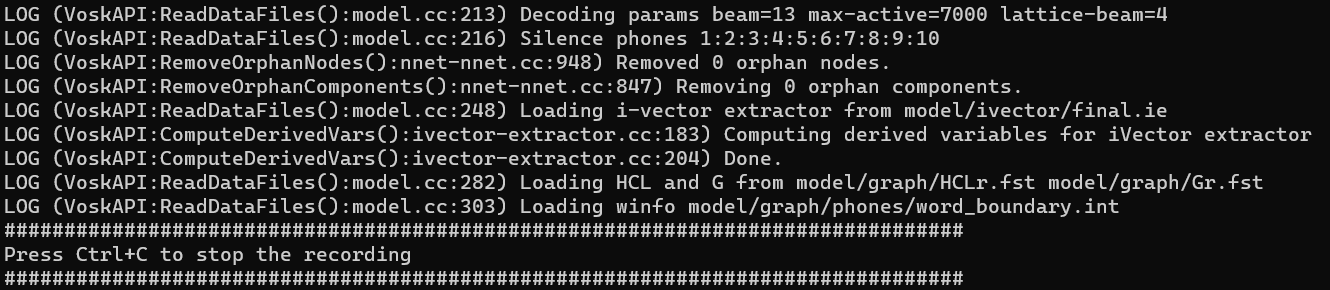 LOG (VoskAPI:ReadDataFiles():model.cc:213) Decoding params beam=13 max-active=7000 lattice-beam=4
LOG (VoskAPI:ReadDataFiles():model.cc:216) Silence phones 1:2:3:4:5:6:7:8:9:10
LOG (VoskAPI:RemoveOrphanNodes():nnet-nnet.cc:948) Removed 0 orphan nodes.
LOG (VoskAPI:RemoveOrphanComponents():nnet-nnet.cc:847) Removing 0 orphan components.
LOG (VoskAPI:ReadDataFiles():model.cc:248) Loading i-vector extractor from model/ivector/final.ie
LOG (VoskAPI:ComputeDerivedVars():ivector-extractor.cc:183) Computing derived variables for iVector extractor
LOG (VoskAPI:ComputeDerivedVars():ivector-extractor.cc:204) Done.
LOG (VoskAPI:ReadDataFiles():model.cc:282) Loading HCL and G from model/graph/HCLr.fst model/graph/Gr.fst
LOG (VoskAPI:ReadDataFiles():model.cc:303) Loading winfo model/graph/phones/word_boundary.int
################################################################################
Press Ctrl+C to stop the recording
################################################################################